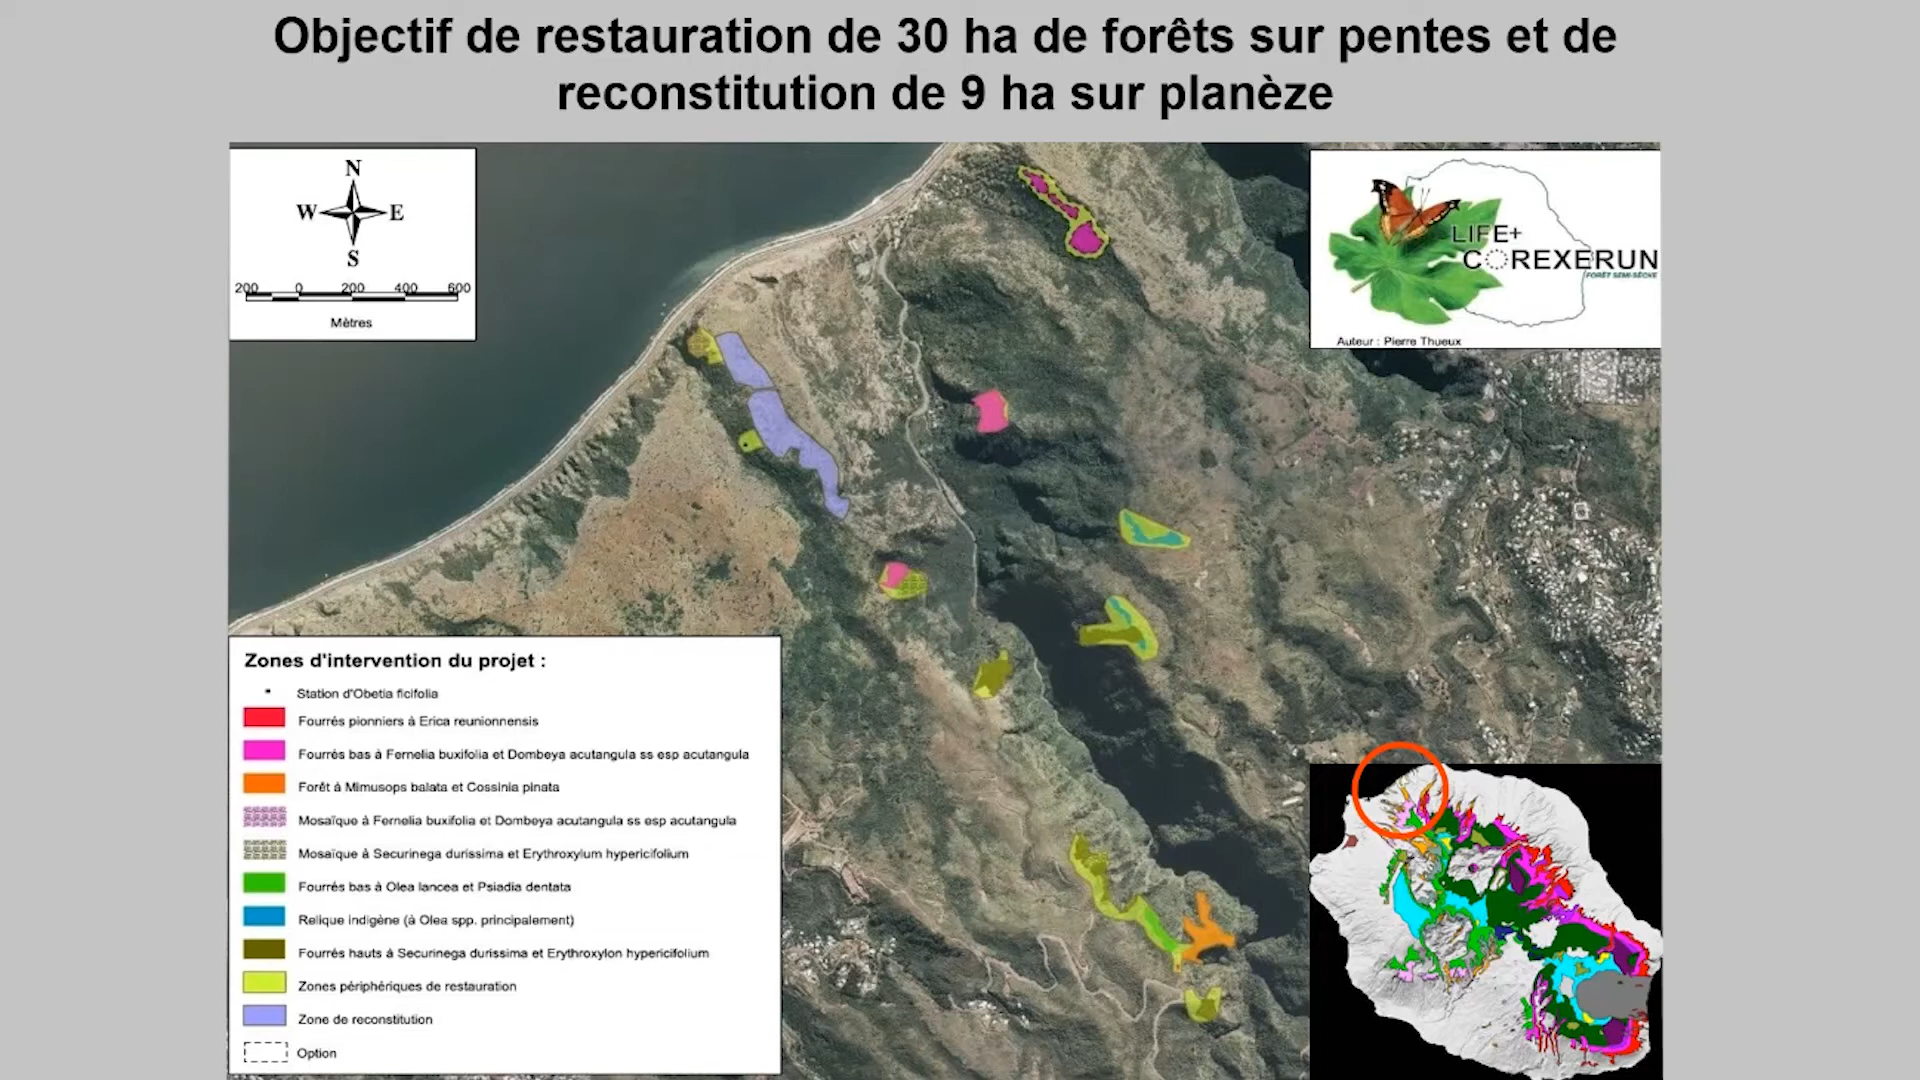 Objectif de restauration de 30 ha de forêts sur pentes et de
reconstitution de 9 ha sur planèze
N
W E
S
200 0 200 400 600
Mètres
LIFE+
COREXERUN
FORÊT SEMI-SÈCHE
Auteur : Pierre Thueux
Zones d'intervention du projet :
Station d'Obetia ficifolia
Fourrés pionniers à Erica reunionnensis
Fourrés bas à Fernelia buxifolia et Dombeya acutangula ss esp acutangula
Forêt à Mimusops balata et Cossinia pinata
Mosaïque à Fernelia buxifolia et Dombeya acutangula ss esp acutangula
Mosaïque à Securinega durissima et Erythroxylum hypericifolium
Fourrés bas à Olea lancea et Psiadia dentata
Relique indigène (à Olea spp. principalement)
Fourrés hauts à Securinega durissima et Erythroxylon hypericifolium
Zones périphériques de restauration
Zone de reconstitution
Option